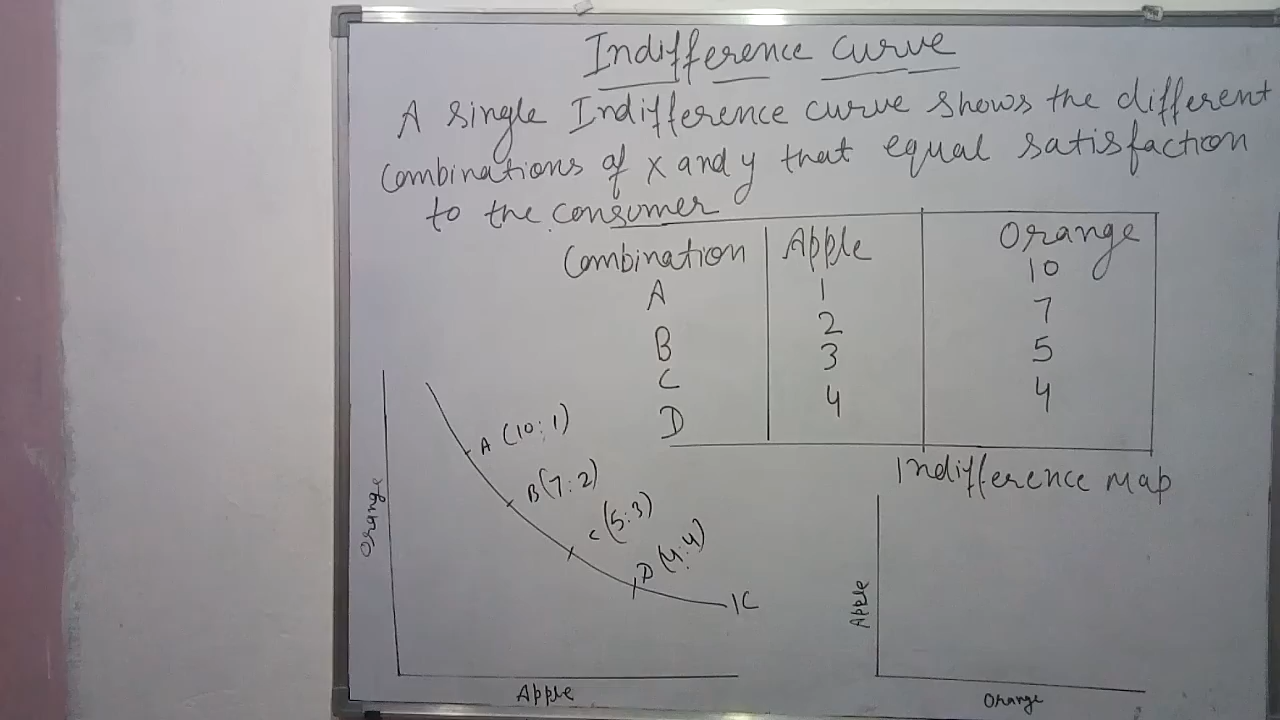 Indifference curve
A single Indifference curve shows the different
combinations of x and y that equal satisfaction
to the consumer
Combination Apple Orange
A 1 10
B 2 7
C 3 5
D 4 4
Orange
A (10:1)
B(7:2)
C (5:3)
D (4:4)
IC
Apple
Indifference map
Apple
Orange